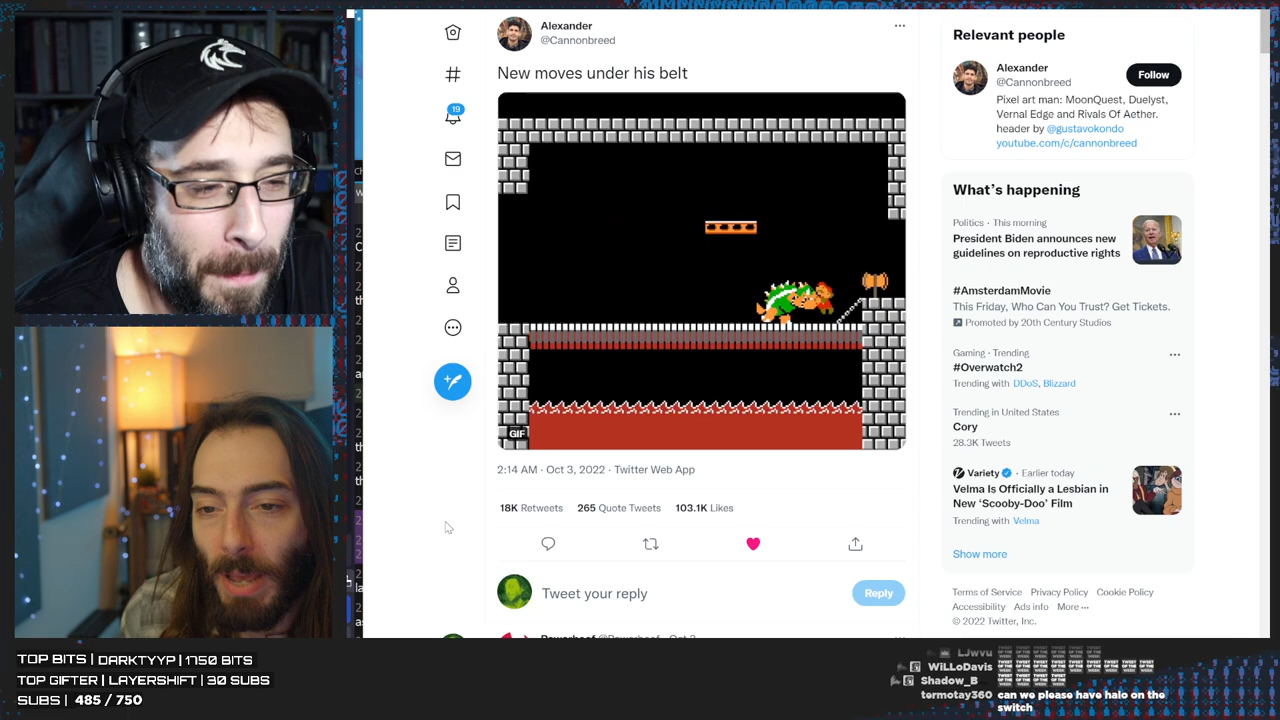 Alexander
@Cannonbreed
New moves under his belt
GIF
2:14 AM · Oct 3, 2022 · Twitter Web App
18K Retweets 265 Quote Tweets 103.1K Likes
Tweet your reply
Reply
19
Relevant people
Alexander
@Cannonbreed
Follow
Pixel art man: MoonQuest, Duelyst,
Vernal Edge and Rivals Of Aether.
header by @gustavokondo
youtube.com/c/cannonbreed
What's happening
Politics · This morning
President Biden announces new
guidelines on reproductive rights
#AmsterdamMovie
This Friday, Who Can You Trust? Get Tickets.
Promoted by 20th Century Studios
Gaming · Trending
#Overwatch2
Trending with DDoS, Blizzard
Trending in United States
Cory
28.3K Tweets
Variety · Earlier today
Velma Is Officially a Lesbian in
New ‘Scooby-Doo’ Film
Trending with Velma
Show more
Terms of Service Privacy Policy Cookie Policy
Accessibility Ads info More
© 2022 Twitter, Inc.
TOP BITS | DARKTYYP | 1750 BITS
TOP GIFTER | LAYERSHIFT | 30 SUBS
SUBS | 485 / 750
LJwvu
WiLLoDavis
Shadow_B
termotay360 can we please have halo on the
switch